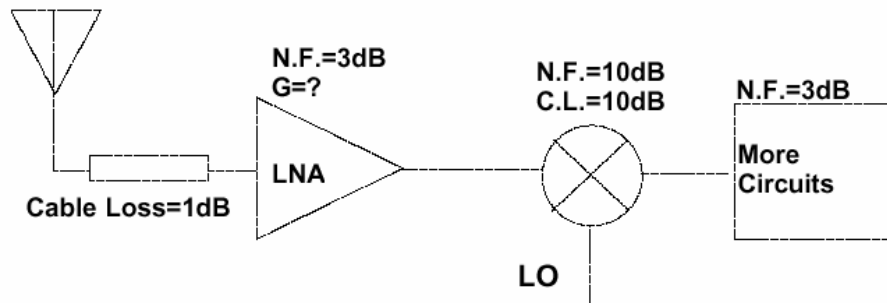 N.F.=3dB
G=?
N.F.=10dB
C.L.=10dB
N.F.=3dB
LNA
More
Circuits
Cable Loss=1dB
LO